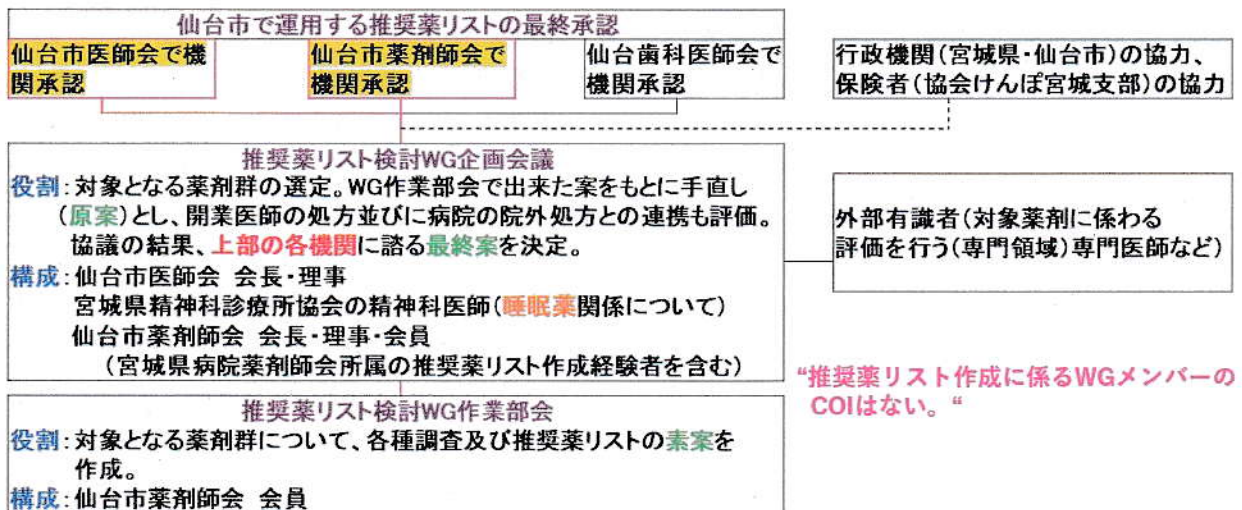 仙台市で運用する推奨薬リストの最終承認
仙台市医師会で機
関承認
仙台市薬剤師会で
機関承認
仙台歯科医師会で
機関承認
行政機関(宮城県・仙台市)の協力、
保険者(協会けんぽ宮城支部)の協力
推奨薬リスト検討WG企画会議
役割:対象となる薬剤群の選定。WG作業部会で出来た案をもとに手直し
(原案)とし、開業医師の処方並びに病院の院外処方との連携も評価。
協議の結果、上部の各機関に諮る最終案を決定。
構成:仙台市医師会 会長・理事
宮城県精神科診療所協会の精神科医師(睡眠薬関係について)
仙台市薬剤師会 会長・理事・会員
(宮城県病院薬剤師会所属の推奨薬リスト作成経験者を含む)
外部有識者(対象薬剤に係わる
評価を行う(専門領域)専門医師など)
“推奨薬リスト作成に係るWGメンバーの
COIはない。“
推奨薬リスト検討WG作業部会
役割:対象となる薬剤群について、各種調査及び推奨薬リストの素案を
作成。
構成:仙台市薬剤師会 会員